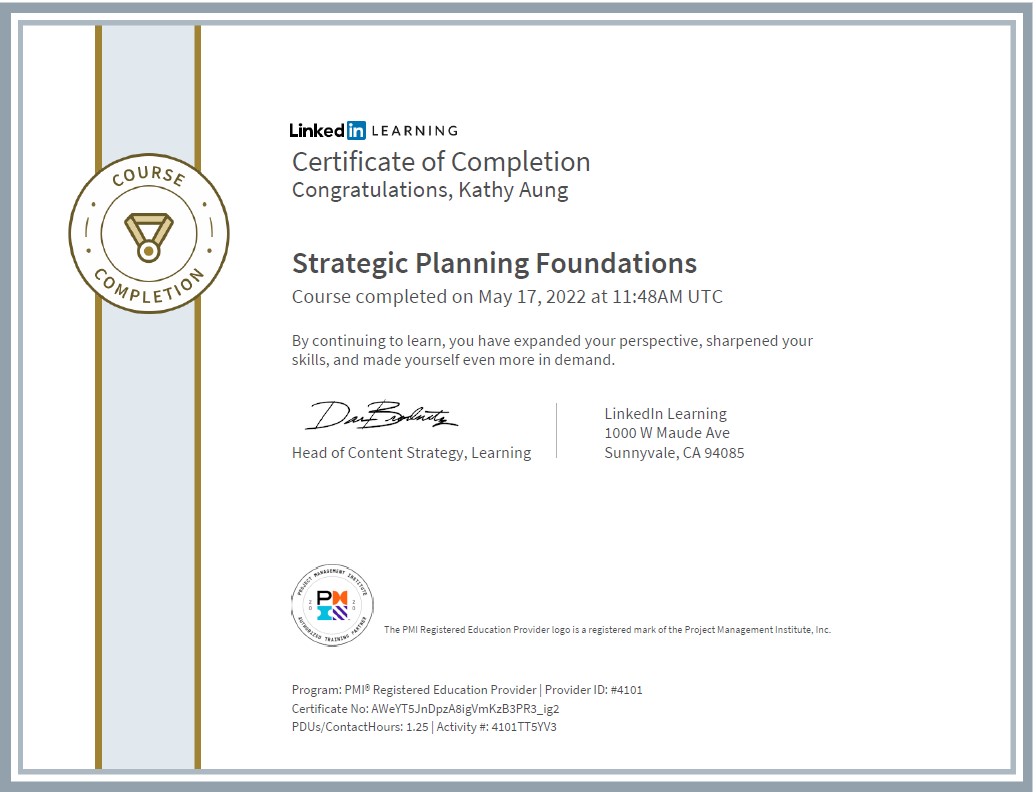 COURSE
COMPLETION
Linked in LEARNING
Certificate of Completion
Congratulations, Kathy Aung
Strategic Planning Foundations
Course completed on May 17, 2022 at 11:48AM UTC
By continuing to learn, you have expanded your perspective, sharpened your
skills, and made yourself even more in demand.
Head of Content Strategy, Learning
LinkedIn Learning
1000 W Maude Ave
Sunnyvale, CA 94085
PROJECT MANAGEMENT INSTITUTE
20 PM 20
AUTHORIZED TRAINING PARTNER
The PMI Registered Education Provider logo is a registered mark of the Project Management Institute, Inc.
Program: PMI® Registered Education Provider | Provider ID: #4101
Certificate No: AWeYT5JnDpzA8igVmKzB3PR3_ig2
PDUs/ContactHours: 1.25 | Activity #: 4101TT5YV3